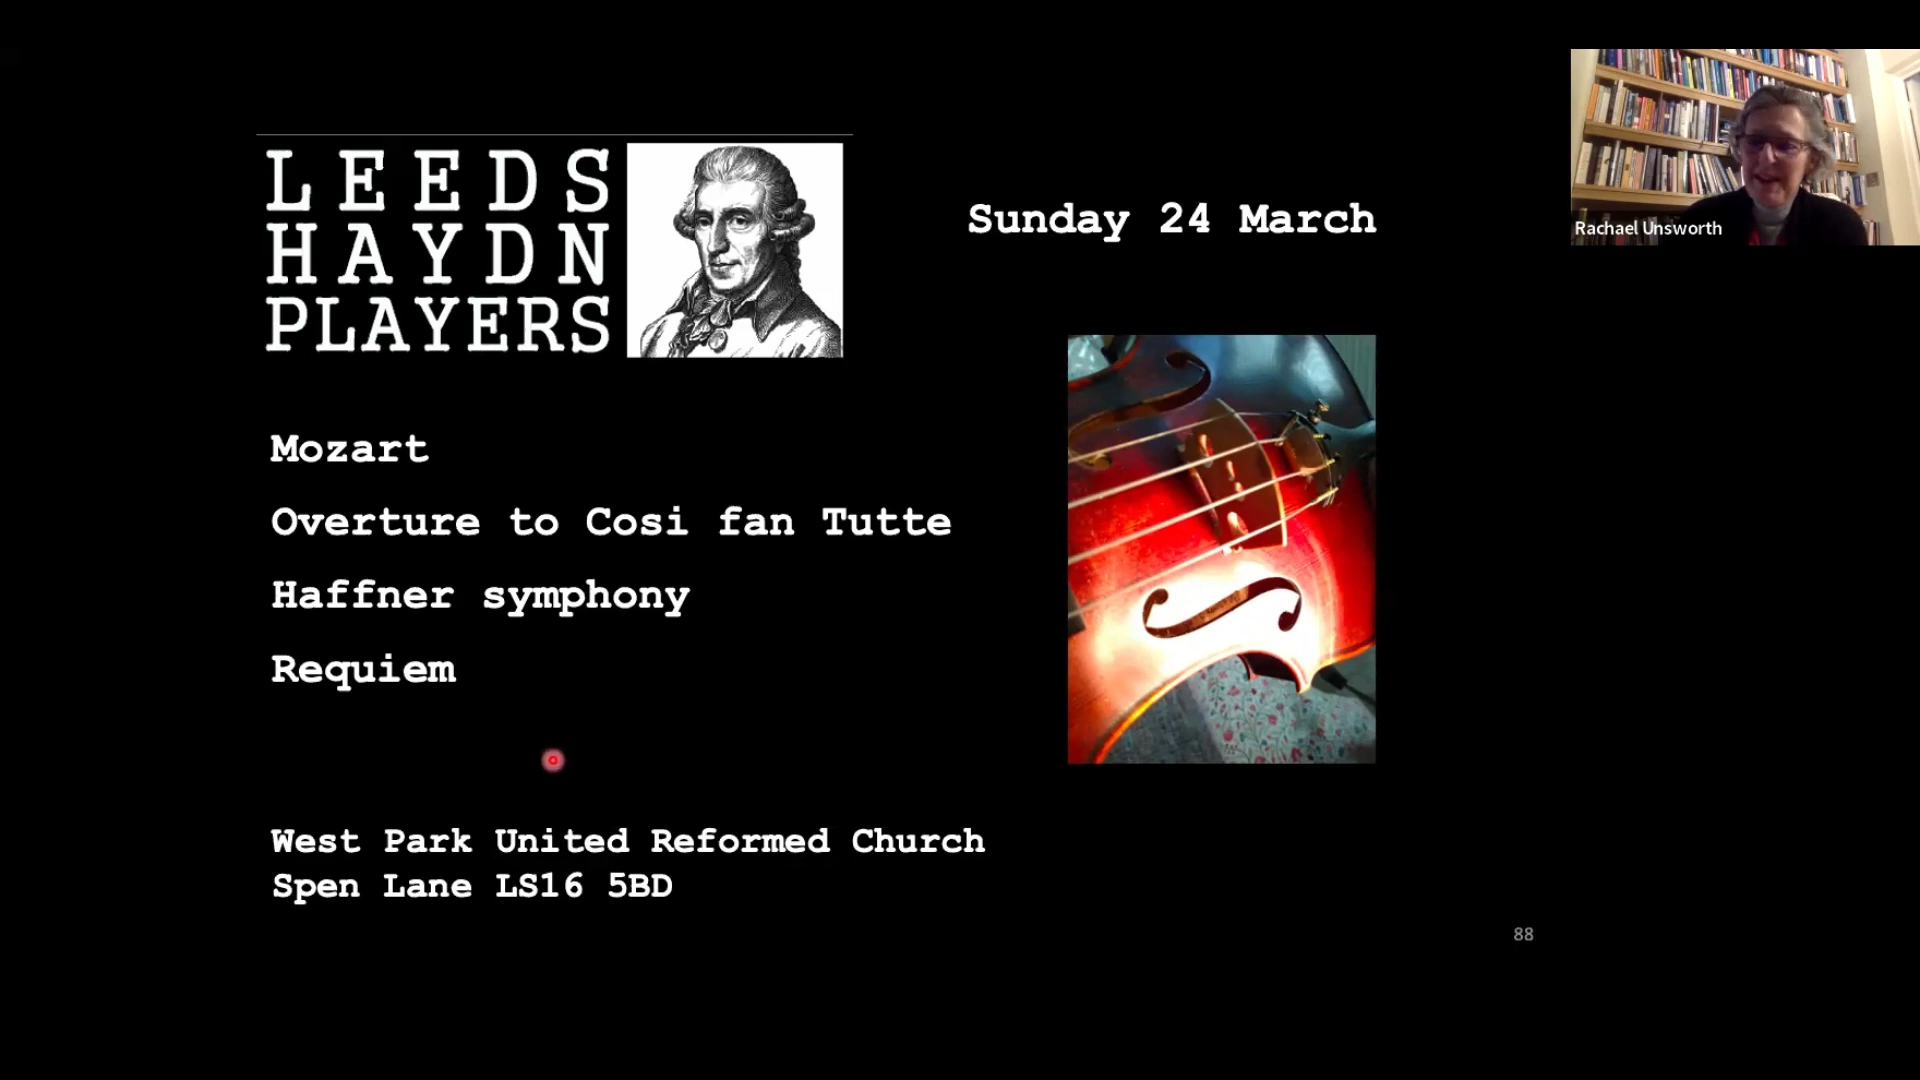 LEEDS
HAYDN
PLAYERS
Sunday 24 March
Rachael Unsworth
Mozart
Overture to Cosi fan Tutte
Haffner symphony
Requiem
West Park United Reformed Church
Spen Lane LS16 5BD
88